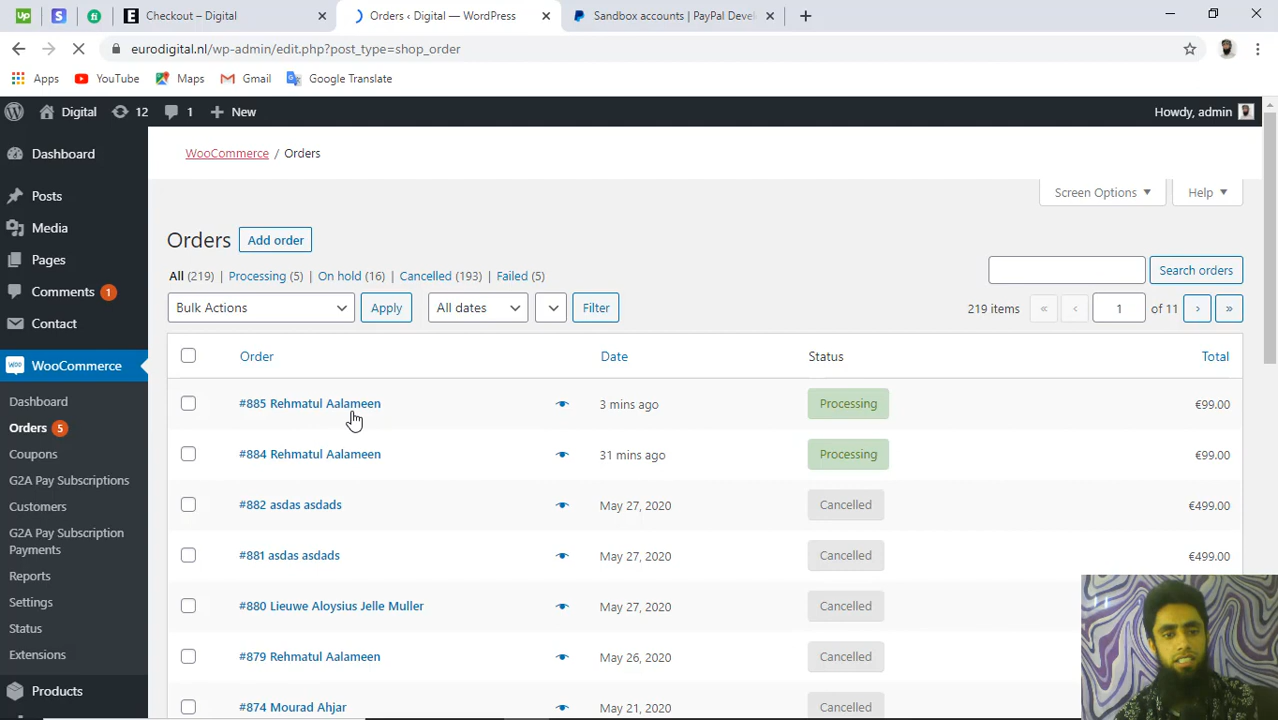 Up S fi E Checkout – Digital × Orders ‹ Digital — WordPress × Sandbox accounts | PayPal Devel × +
eurodigital.nl/wp-admin/edit.php?post_type=shop_order
Apps YouTube Maps Gmail Google Translate
Digital 12 1 + New Howdy, admin
Dashboard
Posts
Media
Pages
Comments 1
Contact
WooCommerce
Dashboard
Orders 5
Coupons
G2A Pay Subscriptions
Customers
G2A Pay Subscription
Payments
Reports
Settings
Status
Extensions
Products
WooCommerce / Orders
Screen Options Help
Orders Add order
All (219) | Processing (5) | On hold (16) | Cancelled (193) | Failed (5)
Search orders
Bulk Actions Apply All dates Filter 219 items « ‹ 1 of 11 › »
Order Date Status Total
#885 Rehmatul Aalameen 3 mins ago Processing €99.00
#884 Rehmatul Aalameen 31 mins ago Processing €99.00
#882 asdas asdads May 27, 2020 Cancelled €499.00
#881 asdas asdads May 27, 2020 Cancelled €499.00
#880 Lieuwe Aloysius Jelle Muller May 27, 2020 Cancelled
#879 Rehmatul Aalameen May 26, 2020 Cancelled
#874 Mourad Ahjar May 21, 2020 Cancelled